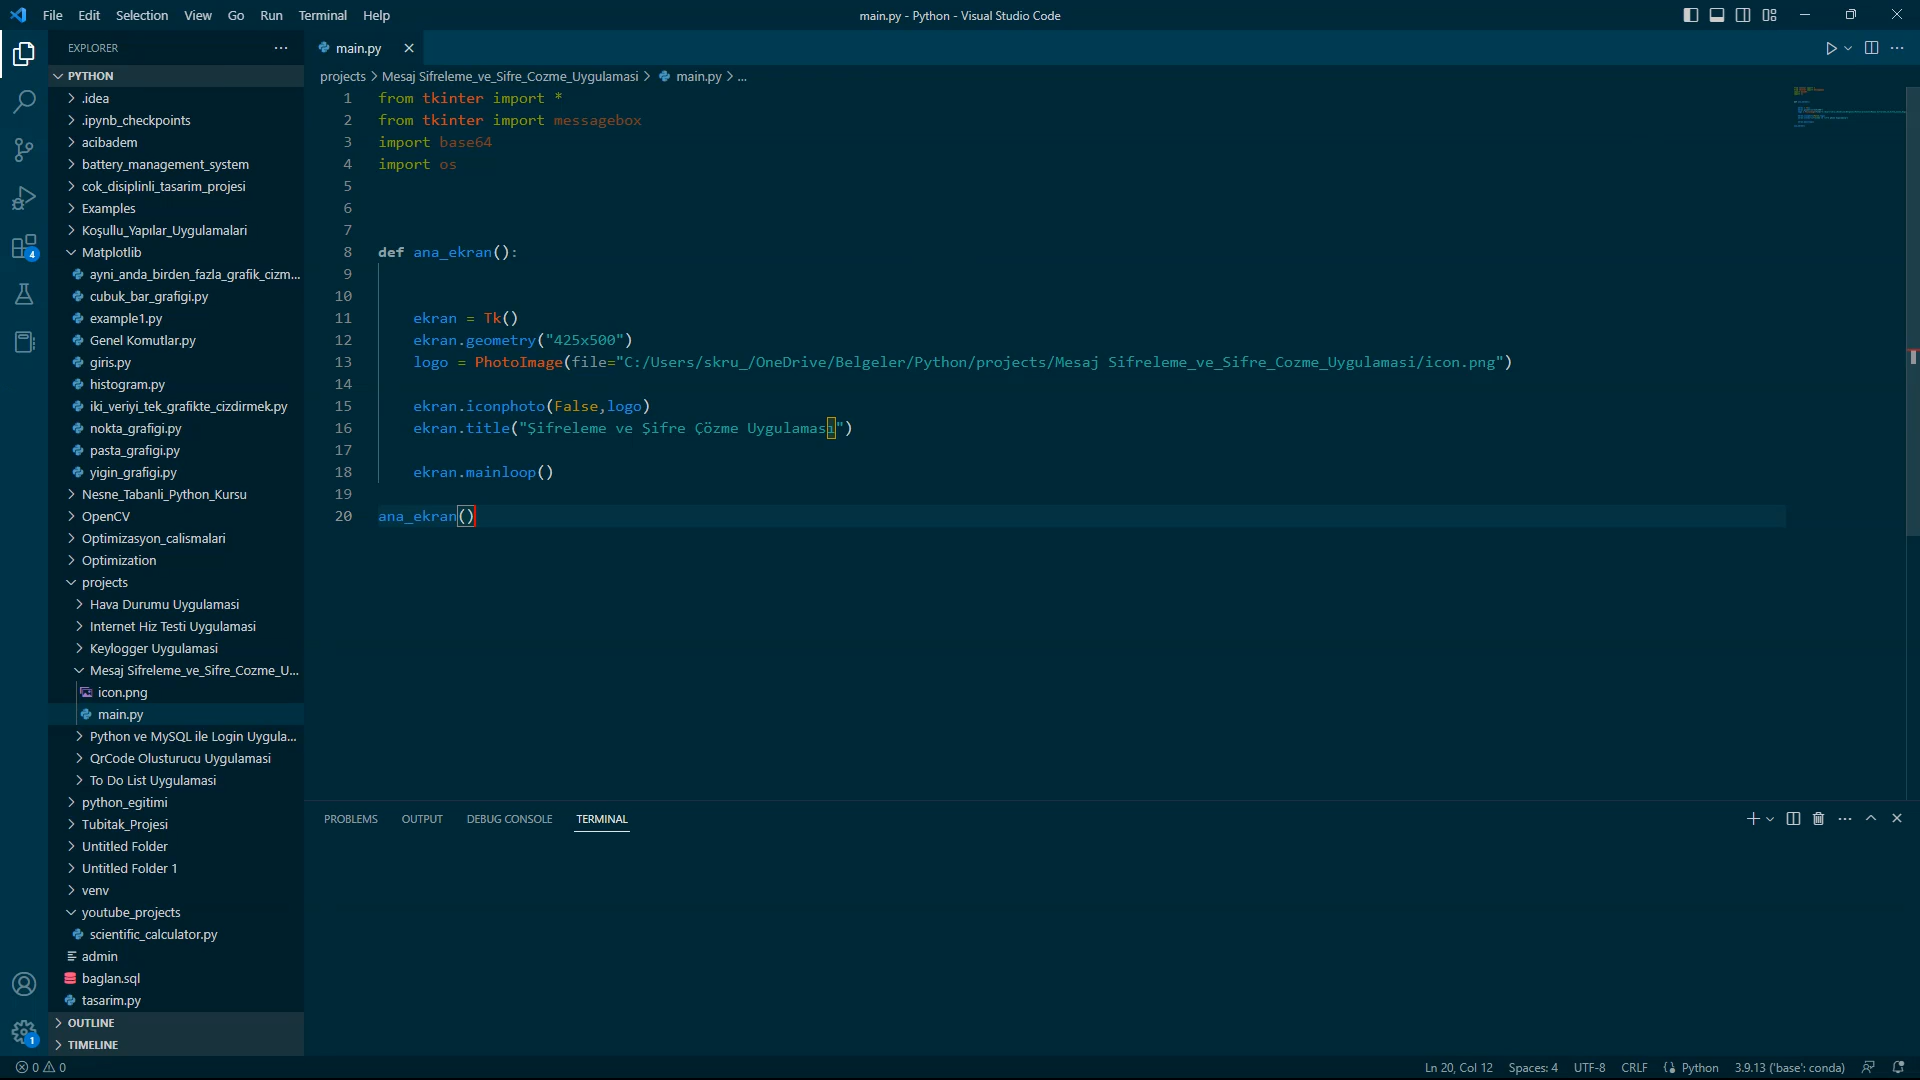 File Edit Selection View Go Run Terminal Help
main.py - Python - Visual Studio Code
EXPLORER
PYTHON
.idea
.ipynb_checkpoints
acibadem
battery_management_system
cok_disiplinli_tasarim_projesi
Examples
Koşullu_Yapılar_Uygulamalari
Matplotlib
ayni_anda_birden_fazla_grafik_cizm...
cubuk_bar_grafigi.py
example1.py
Genel Komutlar.py
giris.py
histogram.py
iki_veriyi_tek_grafikte_cizdirmek.py
nokta_grafigi.py
pasta_grafigi.py
yigin_grafigi.py
Nesne_Tabanli_Python_Kursu
OpenCV
Optimizasyon_calismalari
Optimization
projects
Hava Durumu Uygulamasi
Internet Hiz Testi Uygulamasi
Keylogger Uygulamasi
Mesaj Sifreleme_ve_Sifre_Cozme_U...
icon.png
main.py
Python ve MySQL ile Login Uygula...
QrCode Olusturucu Uygulamasi
To Do List Uygulamasi
python_egitimi
Tubitak_Projesi
Untitled Folder
Untitled Folder 1
venv
youtube_projects
scientific_calculator.py
admin
baglan.sql
tasarim.py
OUTLINE
TIMELINE
4
1
main.py
projects > Mesaj Sifreleme_ve_Sifre_Cozme_Uygulamasi > main.py > ...
1 from tkinter import *
2 from tkinter import messagebox
3 import base64
4 import os
5
6
7
8 def ana_ekran():
9
10
11 ekran = Tk()
12 ekran.geometry("425x500")
13 logo = PhotoImage(file="C:/Users/skru_/OneDrive/Belgeler/Python/projects/Mesaj Sifreleme_ve_Sifre_Cozme_Uygulamasi/icon.png")
14
15 ekran.iconphoto(False,logo)
16 ekran.title("Şifreleme ve Şifre Çözme Uygulaması")
17
18 ekran.mainloop()
19
20 ana_ekran()
PROBLEMS OUTPUT DEBUG CONSOLE TERMINAL
0 0
Ln 20, Col 12 Spaces: 4 UTF-8 CRLF Python 3.9.13 ('base': conda)